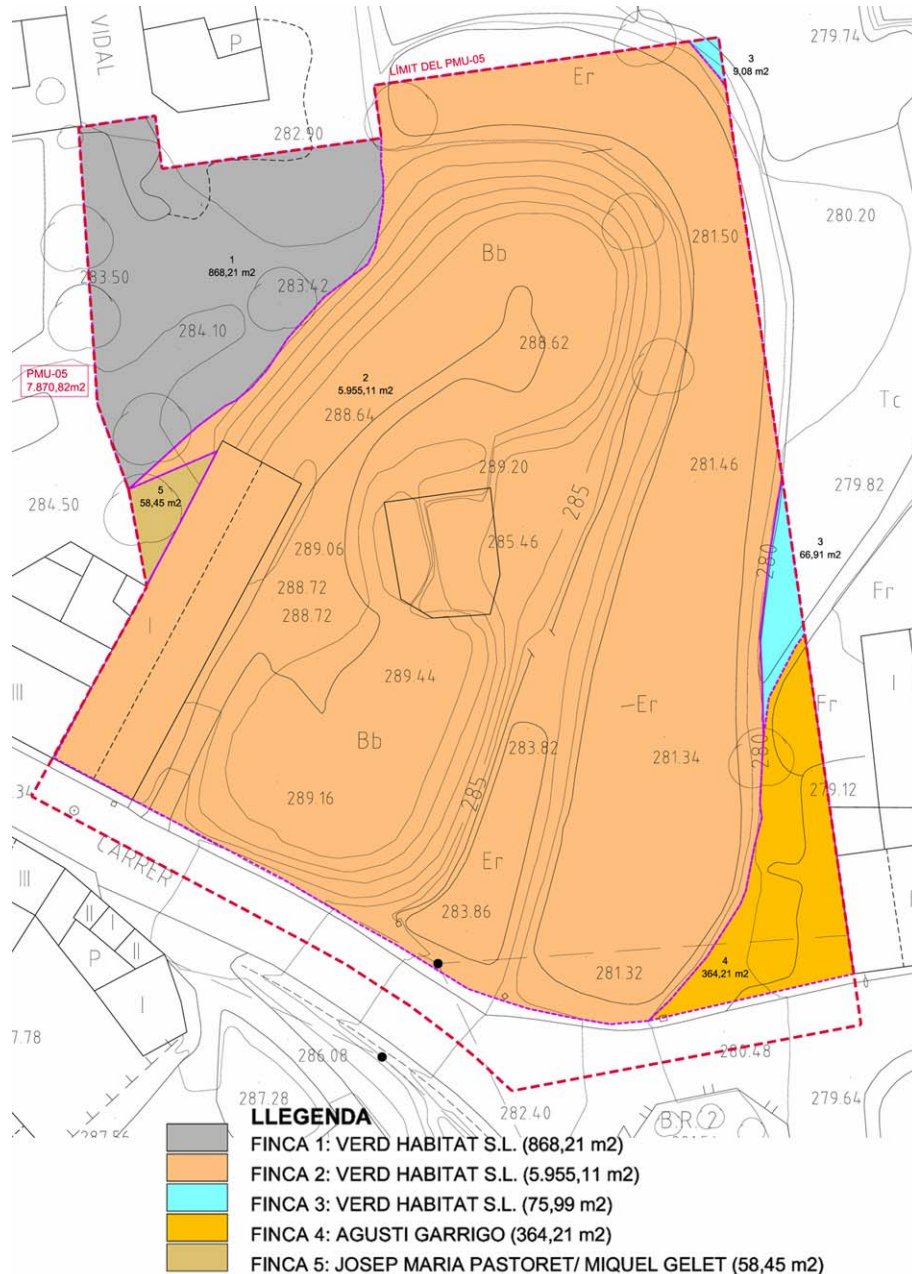 VIDAL
P
279.74
LÍMIT DEL PMU-05
Er
3
9,08 m2
282.90
280.20
281.50
Bb
1
868,21 m2
283.50
283.42
284.10
288.62
PMU-05
7.870,82m2
2
5.955,11 m2
288.64
Tc
289.20
281.46
279.82
5
58,45 m2
284.50
285
285.46
3
66,91 m2
289.06
280
288.72
288.72
Fr
I
I
III
289.44
Er
Fr
Bb
283.82
281.34
280
279.12
289.16
285
.34
CARRER
Er
III
II
I
II
283.86
P
I
4
364,21 m2
281.32
I
7.78
286.08
280.48
287.28
282.40
279.64
B.R.2
LLEGENDA
FINCA 1: VERD HABITAT S.L. (868,21 m2)
FINCA 2: VERD HABITAT S.L. (5.955,11 m2)
FINCA 3: VERD HABITAT S.L. (75,99 m2)
FINCA 4: AGUSTI GARRIGO (364,21 m2)
FINCA 5: JOSEP MARIA PASTORET/ MIQUEL GELET (58,45 m2)